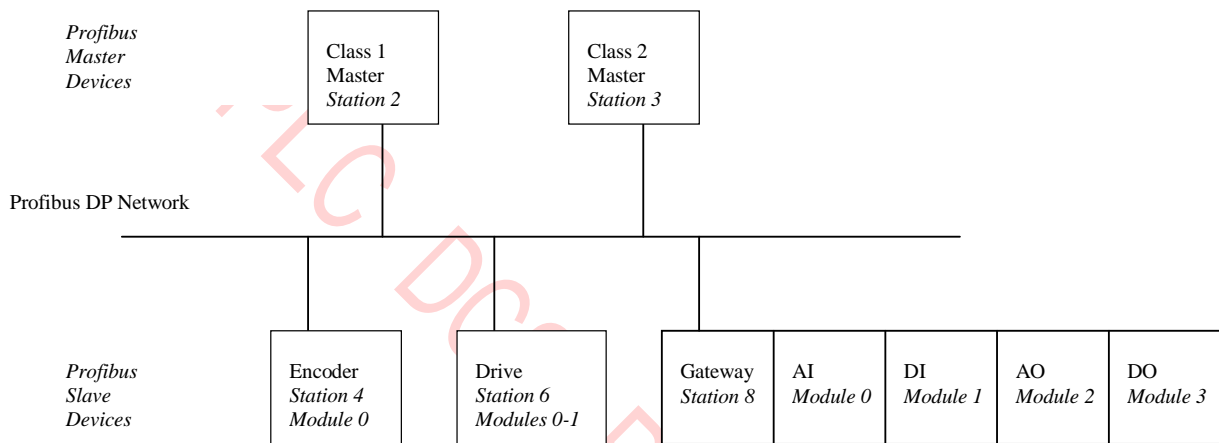 Profibus
Master
Devices
Class 1
Master
Station 2
Class 2
Master
Station 3
Profibus DP Network
Profibus
Slave
Devices
Encoder
Station 4
Module 0
Drive
Station 6
Modules 0-1
Gateway
Station 8
AI
Module 0
DI
Module 1
AO
Module 2
DO
Module 3
PLC DCS